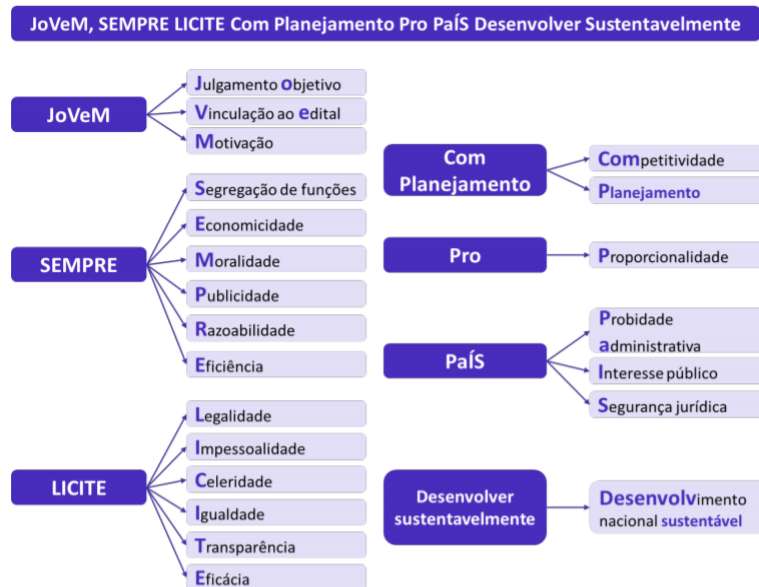 JoVeM, SEMPRE LICITE Com Planejamento Pro PaÍS Desenvolver Sustentavelmente
JoVeM
Julgamento objetivo
Vinculação ao edital
Motivação
SEMPRE
Segregação de funções
Economicidade
Moralidade
Publicidade
Razoabilidade
Eficiência
LICITE
Legalidade
Impessoalidade
Celeridade
Igualdade
Transparência
Eficácia
Com
Planejamento
Competitividade
Planejamento
Pro
Proporcionalidade
PaÍS
Probidade
administrativa
Interesse público
Segurança jurídica
Desenvolver
sustentavelmente
Desenvolvimento
nacional sustentável